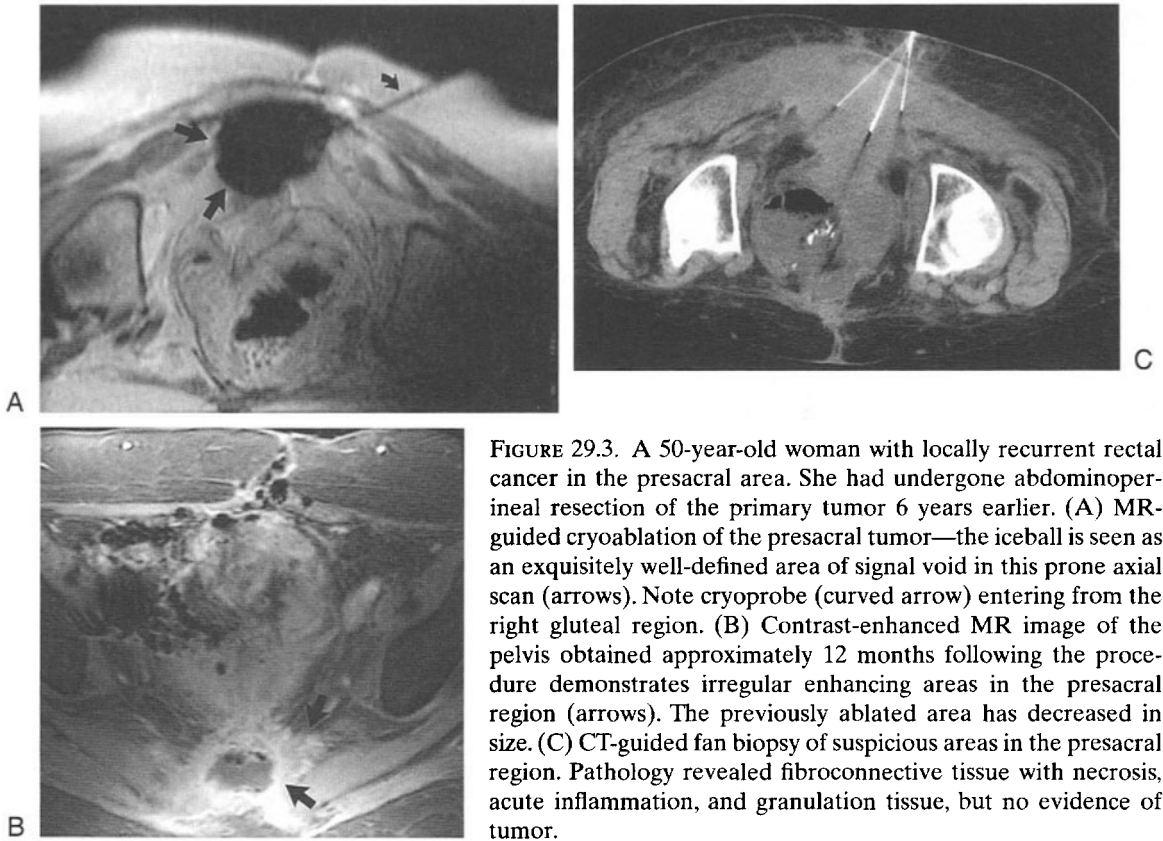 A
C
B
FIGURE 29.3. A 50-year-old woman with locally recurrent rectal
cancer in the presacral area. She had undergone abdominoper-
ineal resection of the primary tumor 6 years earlier. (A) MR-
guided cryoablation of the presacral tumor—the iceball is seen as
an exquisitely well-defined area of signal void in this prone axial
scan (arrows). Note cryoprobe (curved arrow) entering from the
right gluteal region. (B) Contrast-enhanced MR image of the
pelvis obtained approximately 12 months following the proce-
dure demonstrates irregular enhancing areas in the presacral
region (arrows). The previously ablated area has decreased in
size. (C) CT-guided fan biopsy of suspicious areas in the presacral
region. Pathology revealed fibroconnective tissue with necrosis,
acute inflammation, and granulation tissue, but no evidence of
tumor.